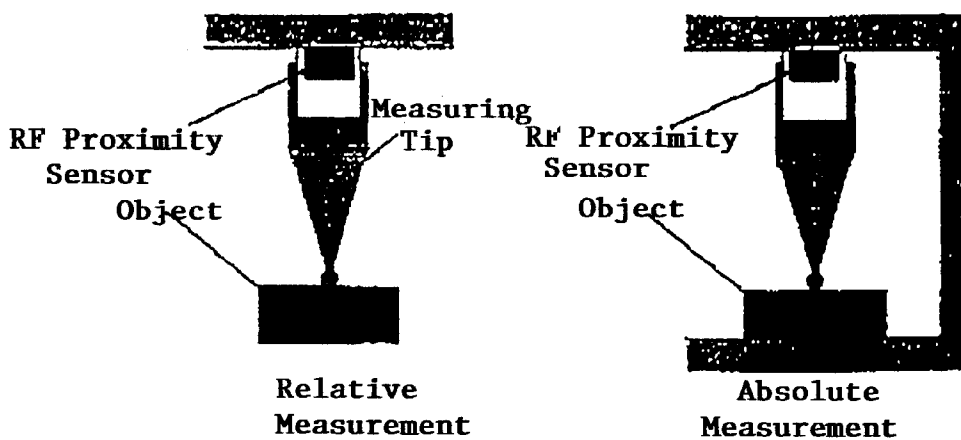 RF Proximity
Sensor
Measuring
Tip
Object
Relative
Measurement
RF Proximity
Sensor
Object
Absolute
Measurement